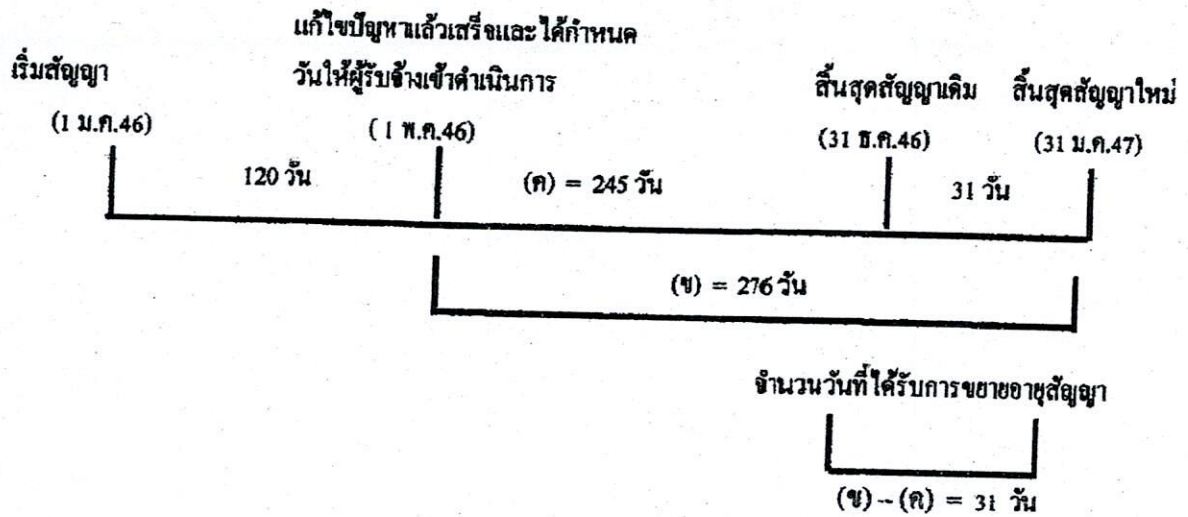 แก้ไขปัญหาแล้วเสร็จและได้กำหนด
เริ่มสัญญา วันให้ผู้รับจ้างเข้าดำเนินการ สิ้นสุดสัญญาเดิม สิ้นสุดสัญญาใหม่
(1 ม.ค.46) (1 พ.ค.46) (31 ธ.ค.46) (31 ม.ค.47)
120 วัน (ค) = 245 วัน 31 วัน
(ข) = 276 วัน
จำนวนวันที่ได้รับการขยายอายุสัญญา
(ข) – (ค) = 31 วัน